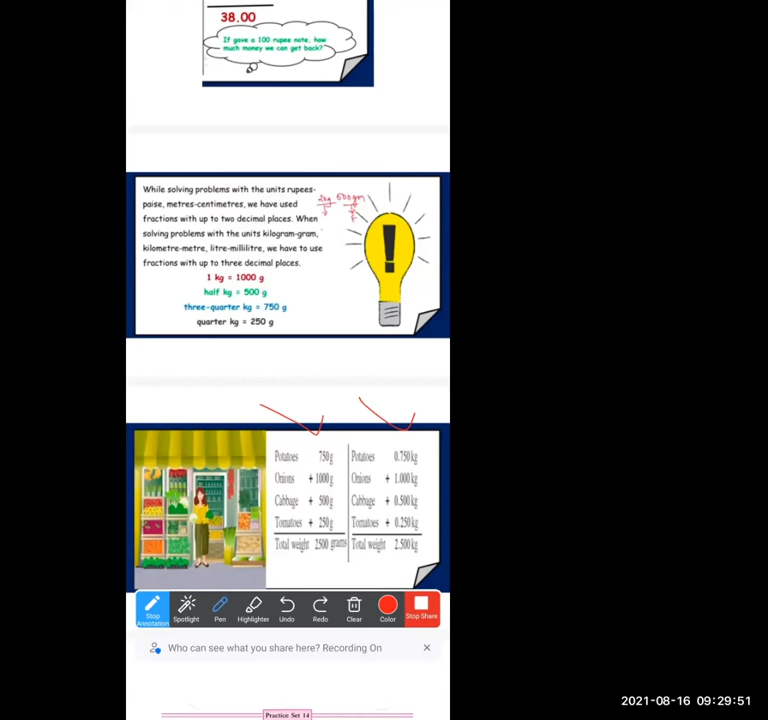 38.00
If gave a 100 rupee note, how
much money we can get back?
While solving problems with the units rupees-
paise, metres-centimetres, we have used
fractions with up to two decimal places. When
solving problems with the units kilogram-gram,
kilometre-metre, litre-millilitre, we have to use
fractions with up to three decimal places.
2kg 500gm
1 kg = 1000 g
half kg = 500 g
three-quarter kg = 750 g
quarter kg = 250 g
Potatoes 750 g
Onions + 1000 g
Cabbage + 500 g
Tomatoes + 250 g
Total weight 2500 grams
Potatoes 0.750 kg
Onions + 1.000 kg
Cabbage + 0.500 kg
Tomatoes + 0.250 kg
Total weight 2.500 kg
Stop Annotation
Spotlight
Pen
Highlighter
Undo
Redo
Clear
Color
Stop Share
Who can see what you share here? Recording On
2021-08-16 09:29:51
Practice Set 14